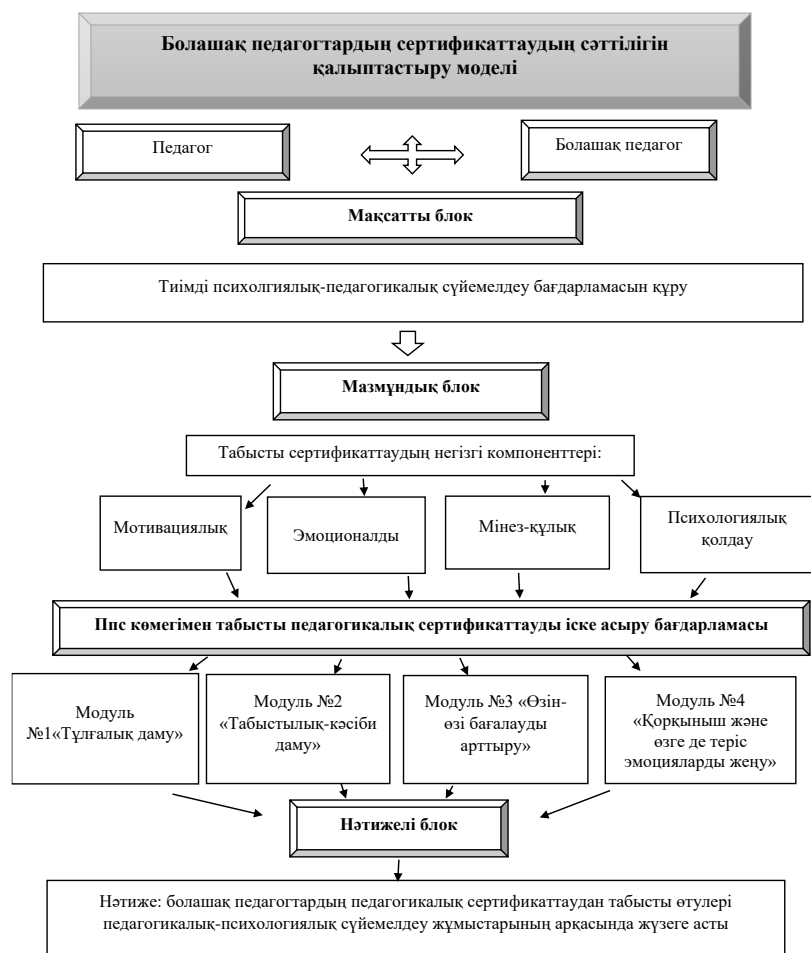 Болашақ педагогтардың сертификаттаудың сәттілігін
қалыптастыру моделі
Педагог
Болашақ педагог
Мақсатты блок
Тиімді психолгиялық-педагогикалық сүйемелдеу бағдарламасын құру
Мазмұндық блок
Табысты сертификаттаудың негізгі компоненттері:
Мотивациялық
Эмоционалды
Мінез-құлық
Психологиялық
қолдау
Ппс көмегімен табысты педагогикалық сертификаттауды іске асыру бағдарламасы
Модуль
№1«Тұлғалық даму»
Модуль №2
«Табыстылық-кәсіби
даму»
Модуль №3 «Өзін-
өзі бағалауды
арттыру»
Модуль №4
«Қорқыныш және
өзге де теріс
эмоцияларды жеңу»
Нәтижелі блок
Нәтиже: болашақ педагогтардың педагогикалық сертификаттаудан табысты өтулері
педагогикалық-психологиялық сүйемелдеу жұмыстарының арқасында жүзеге асты